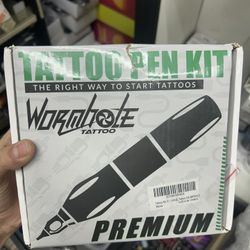 TATTOO PEN KIT
THE RIGHT WAY TO START TATTOOS
Wormhole
TATTOO
PREMIUM